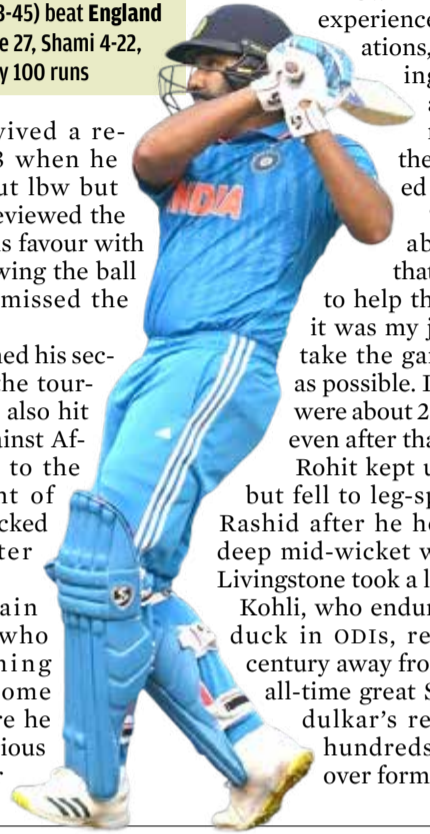 3-45) beat England
e 27, Shami 4-22,
y 100 runs
vived a re-
3 when he
ut lbw but
eviewed the
s favour with
wing the ball
missed the
ned his sec-
the tour-
also hit
ainst Af-
to the
nt of
cked
ter
ain
who
ning
ome
re he
ious
r
INDIA
experience
ations,
ing
the
ed
ab
that
to help th
it was my j
take the ga
as possible. I
were about 2
even after tha
Rohit kept u
but fell to leg-sp
Rashid after he h
deep mid-wicket w
Livingstone took a l
Kohli, who endu
duck in ODIs, re
century away fro
all-time great S
dulkar's re
hundreds
over form